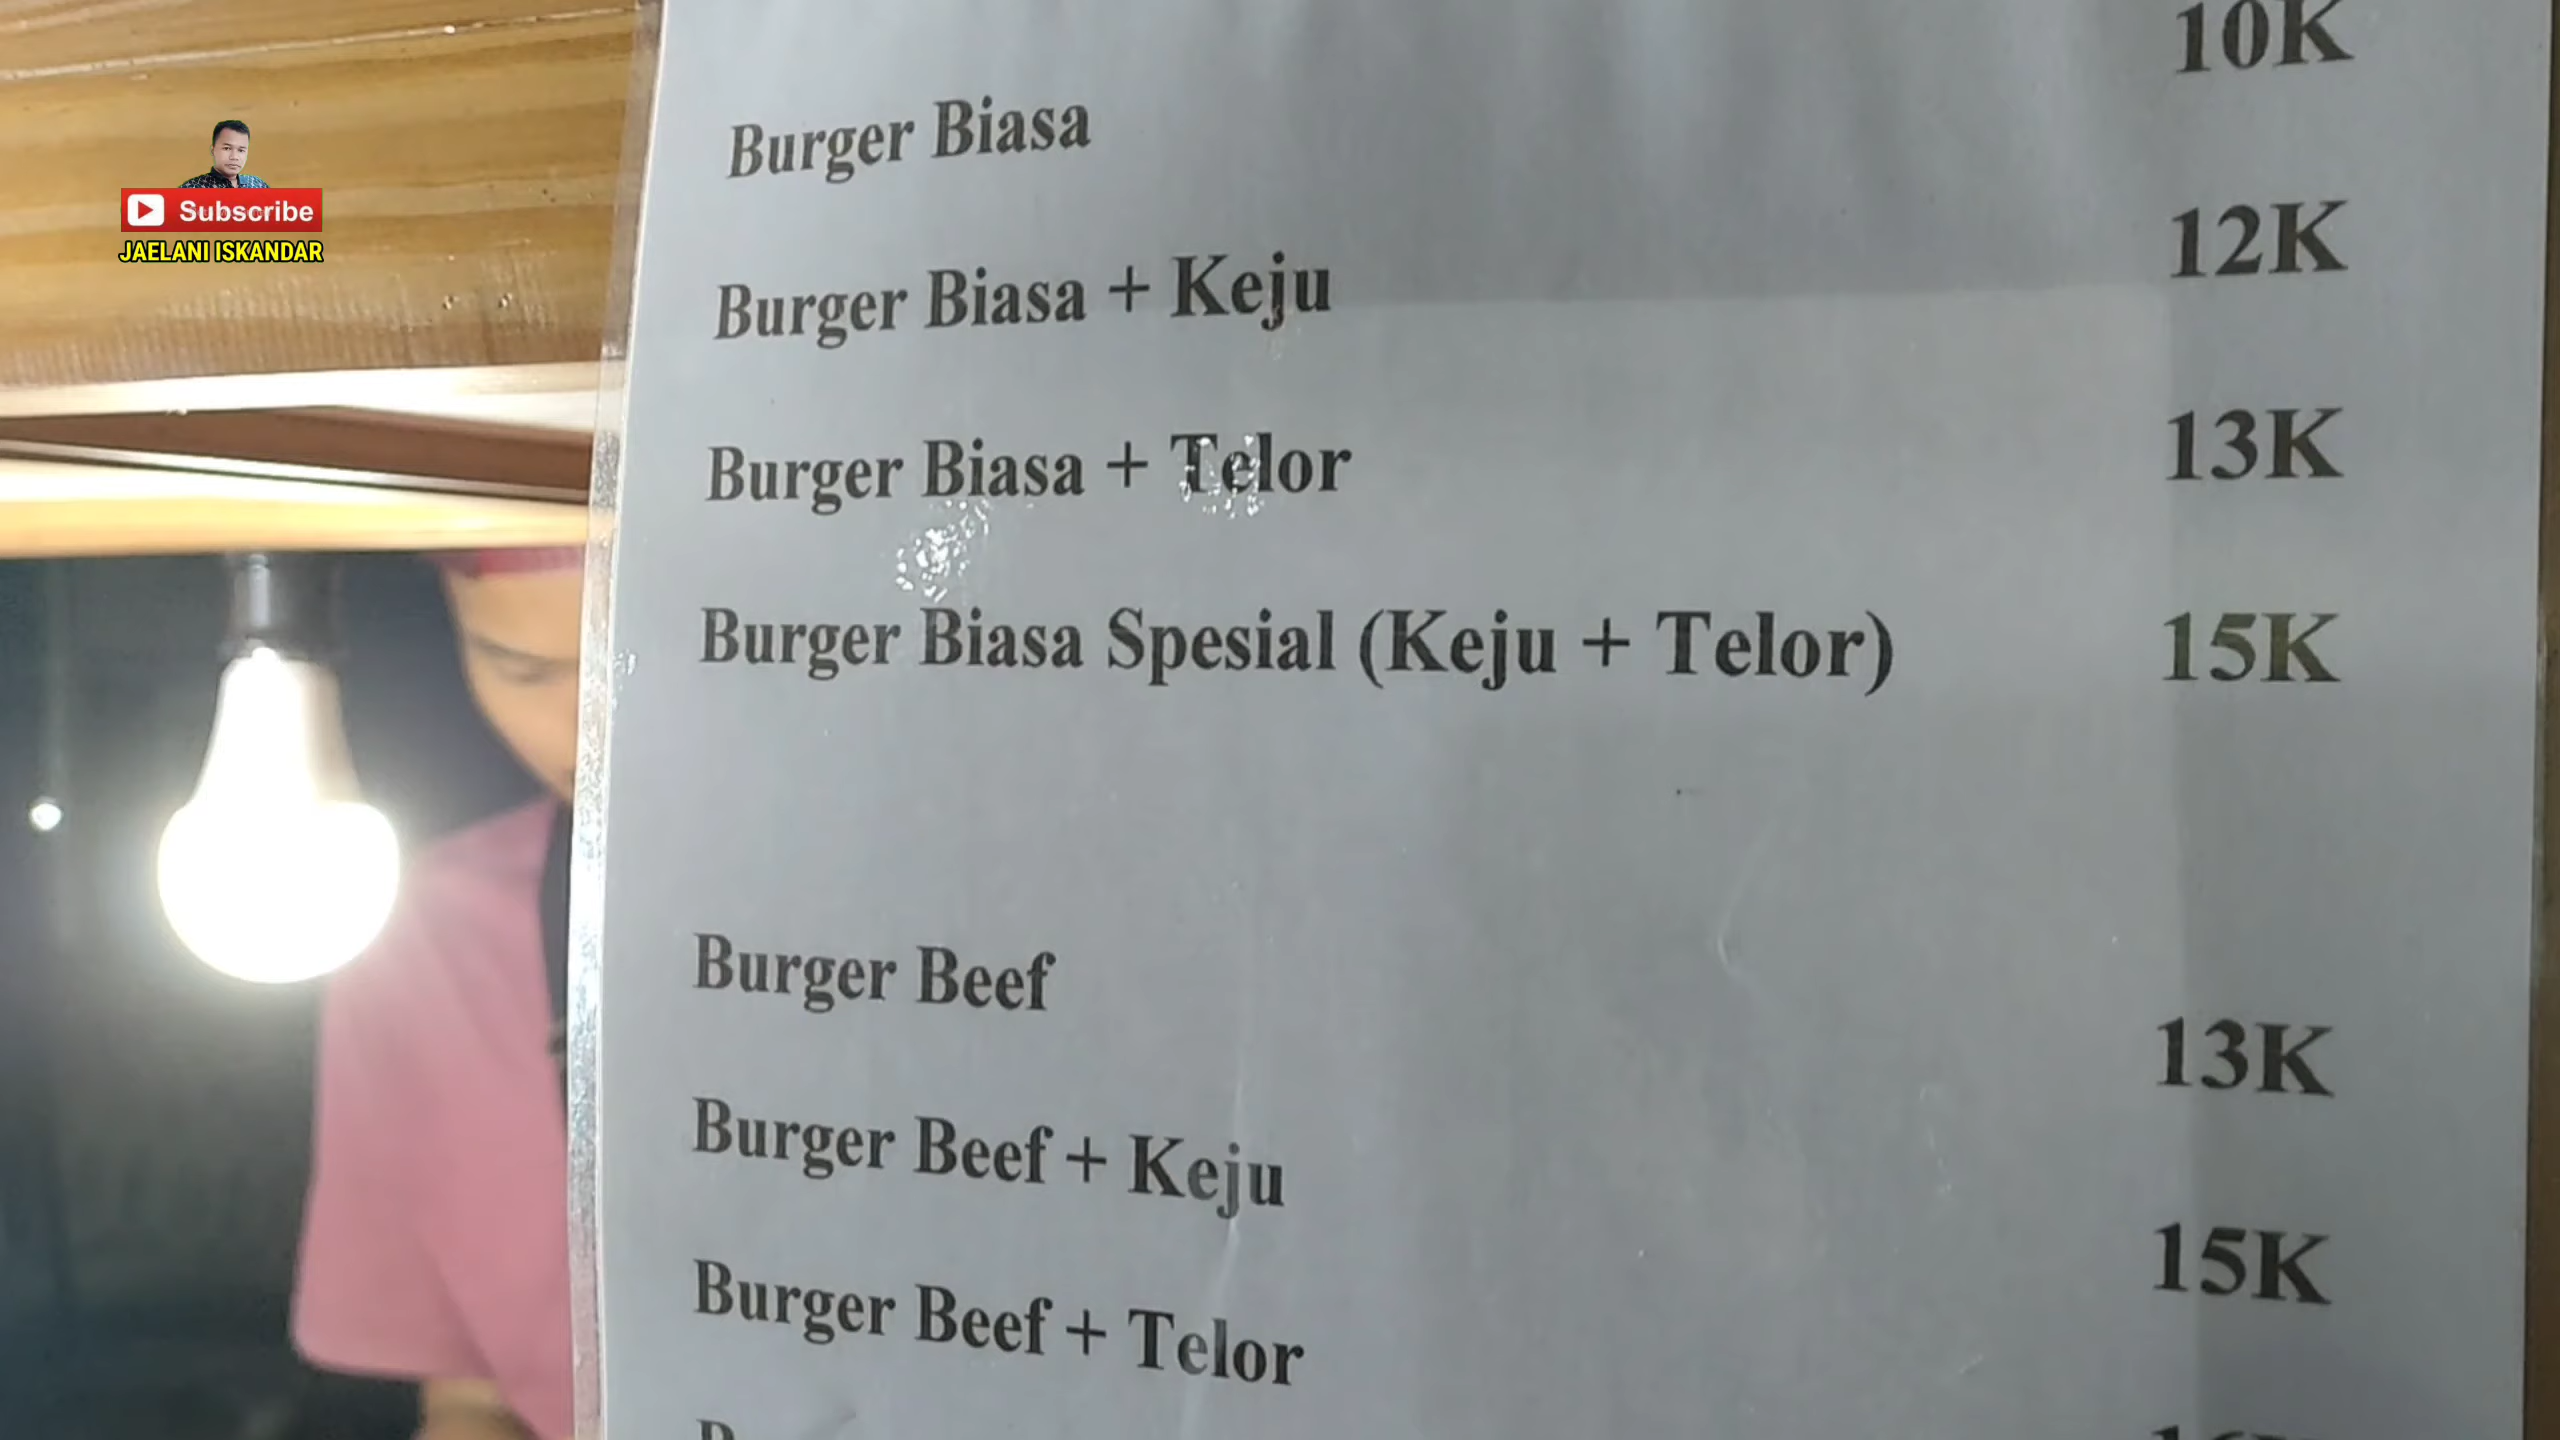 Subscribe
JAELANI ISKANDAR
Burger Biasa 10K
Burger Biasa + Keju 12K
Burger Biasa + Telor 13K
Burger Biasa Spesial (Keju + Telor) 15K
Burger Beef 13K
Burger Beef + Keju 15K
Burger Beef + Telor